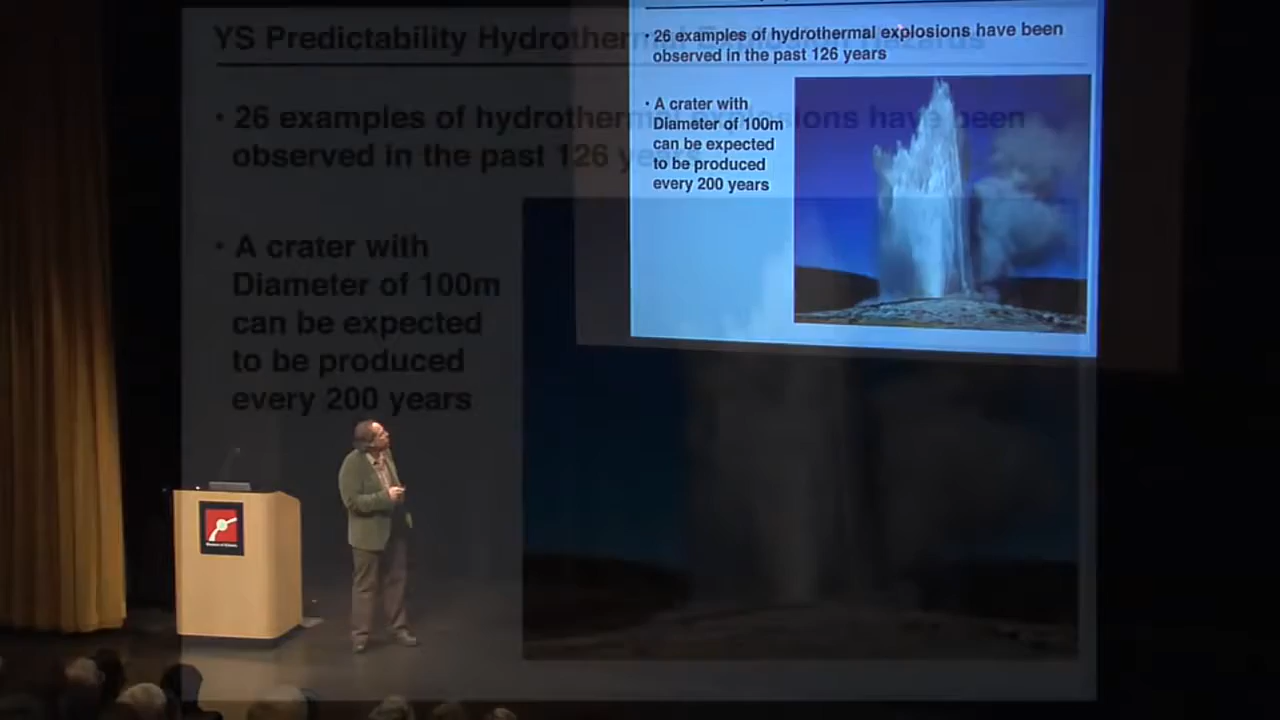 YS Predictability Hydrothermal Explosion Hazards
• 26 examples of hydrothermal explosions have been
observed in the past 126 years
• A crater with
Diameter of 100m
can be expected
to be produced
every 200 years
• 26 examples of hydrothermal explosions have been
observed in the past 126 years
• A crater with
Diameter of 100m
can be expected
to be produced
every 200 years